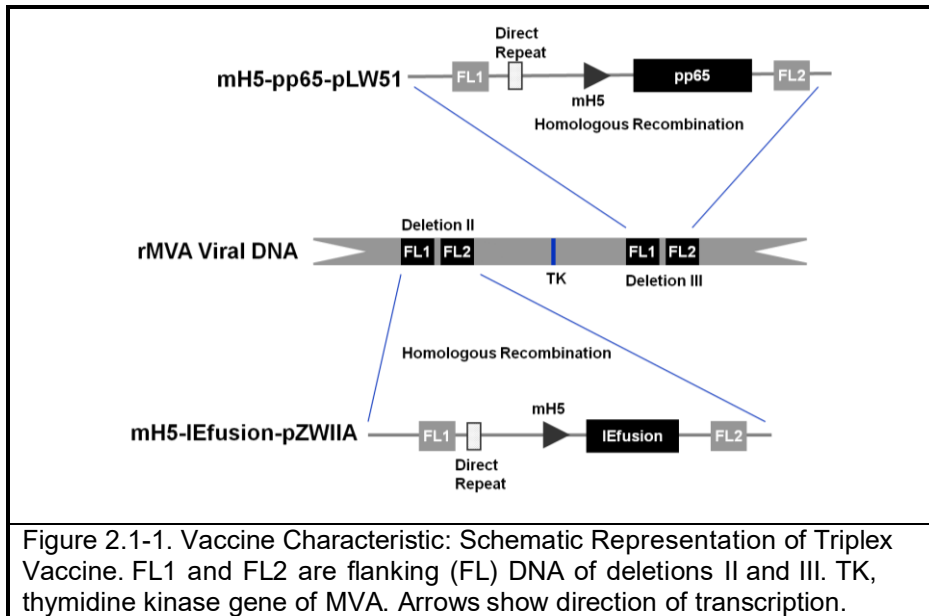 Direct
Repeat
mH5-pp65-pLW51
FL1
pp65
FL2
mH5
Homologous Recombination
Deletion II
rMVA Viral DNA
FL1 FL2
FL1 FL2
TK
Deletion III
Homologous Recombination
mH5
mH5-IEfusion-pZWIIA
FL1
IEfusion
FL2
Direct
Repeat
Figure 2.1-1. Vaccine Characteristic: Schematic Representation of Triplex
Vaccine. FL1 and FL2 are flanking (FL) DNA of deletions II and III. TK,
thymidine kinase gene of MVA. Arrows show direction of transcription.